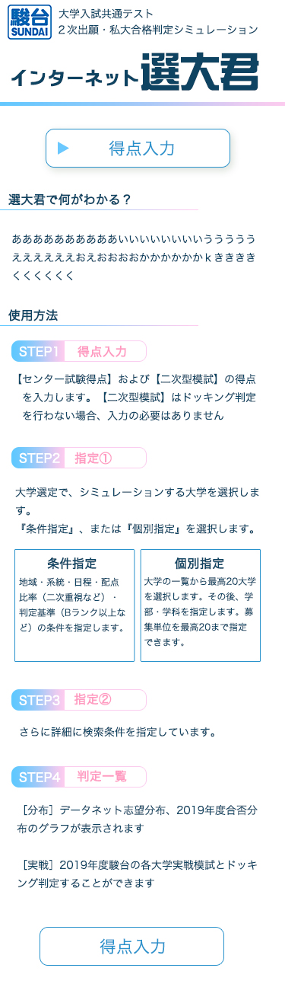 駿台 大学入試共通テスト
SUNDAI ２次出願・私大合格判定シミュレーション
インターネット選太君
得点入力
選太君で何がわかる？
ああああああああああいいいいいいいいううううう
ええええええおえおおおおかかかかかかｋきききき
くくくくくく
使用方法
STEP1 得点入力
【センター試験得点】および【二次型模試】の得点
を入力します。【二次型模試】はドッキング判定
を行わない場合、入力の必要はありません
STEP2 指定①
大学選定で、シミュレーションする大学を選択しま
す。
『条件指定』、または『個別指定』を選択します。
条件指定
地域・系統・日程・配点
比率（二次重視など）・
判定基準（Bランク以上な
ど）の条件を指定します。
個別指定
大学の一覧から最高20大学
を選択します。その後、学
部・学科を指定します。募
集単位を最高20まで指定
できます。
STEP3 指定②
さらに詳細に検索条件を指定しています。
STEP4 判定一覧
［分布］データネット志望分布、2019年度合否分
布のグラフが表示されます
［実戦］2019年度駿台の各大学実戦模試とドッキ
ング判定することができます
得点入力